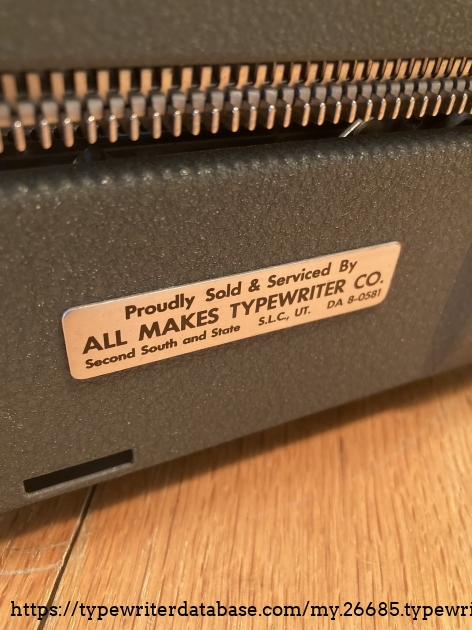 Proudly Sold & Serviced By
ALL MAKES TYPEWRITER CO.
Second South and State S.L.C., UT. DA 8-0581
https://typewriterdatabase.com/my.26685.typewri